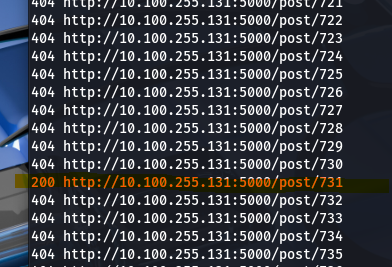 404 http://10.100.255.131:5000/post/721
404 http://10.100.255.131:5000/post/722
404 http://10.100.255.131:5000/post/723
404 http://10.100.255.131:5000/post/724
404 http://10.100.255.131:5000/post/725
404 http://10.100.255.131:5000/post/726
404 http://10.100.255.131:5000/post/727
404 http://10.100.255.131:5000/post/728
404 http://10.100.255.131:5000/post/729
404 http://10.100.255.131:5000/post/730
200 http://10.100.255.131:5000/post/731
404 http://10.100.255.131:5000/post/732
404 http://10.100.255.131:5000/post/733
404 http://10.100.255.131:5000/post/734
404 http://10.100.255.131:5000/post/735